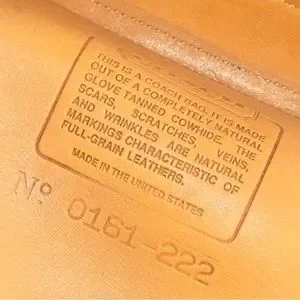 THIS IS A COACH BAG. IT IS MADE
OUT OF A COMPLETELY NATURAL
GLOVE TANNED COWHIDE. THE
SCARS, SCRATCHES, VEINS,
AND WRINKLES ARE NATURAL
MARKINGS CHARACTERISTIC OF
FULL-GRAIN LEATHERS.
MADE IN THE UNITED STATES
Nº 0161-222